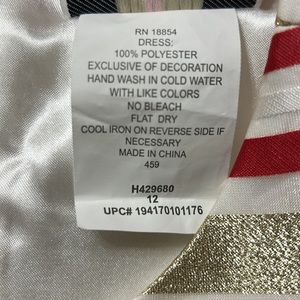 RN 18854
DRESS:
100% POLYESTER
EXCLUSIVE OF DECORATION
HAND WASH IN COLD WATER
WITH LIKE COLORS
NO BLEACH
FLAT DRY
COOL IRON ON REVERSE SIDE IF
NECESSARY
MADE IN CHINA
459
H429680
12
UPC# 194170101176